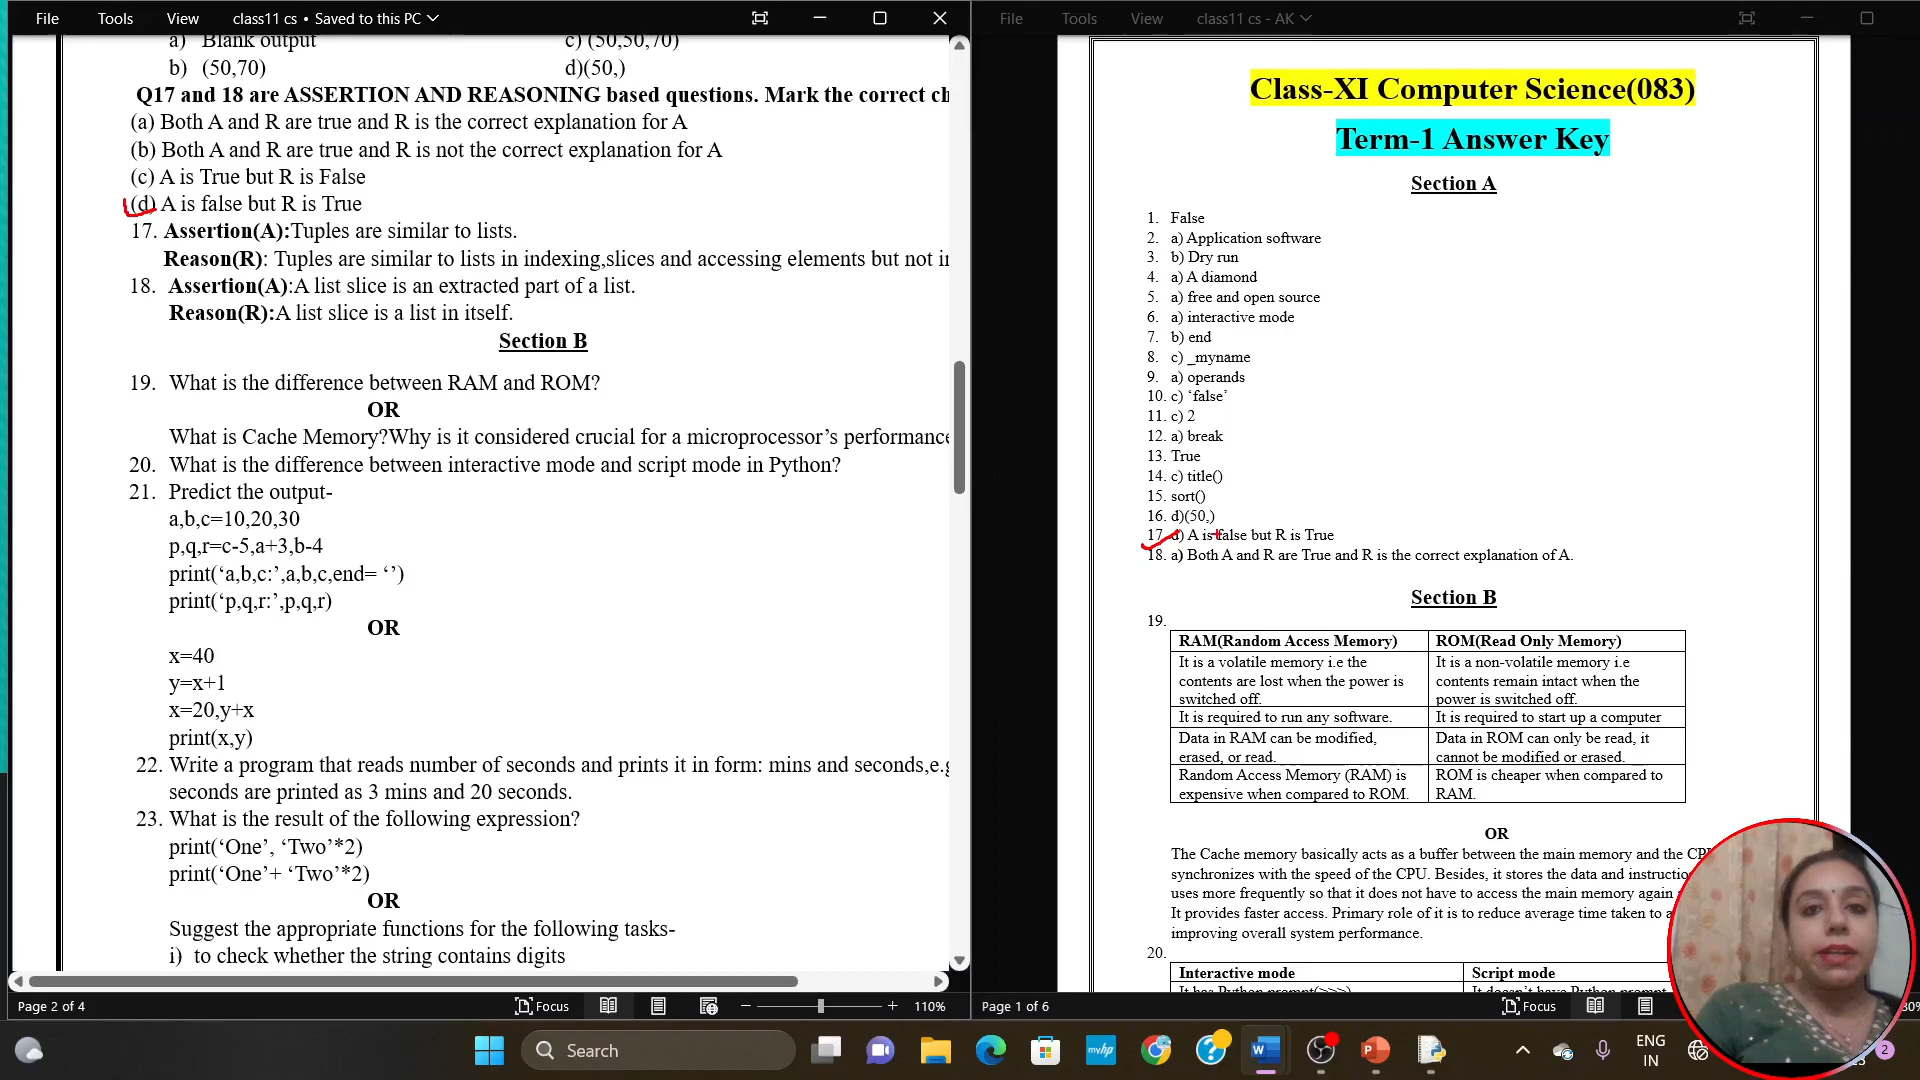 File Tools View class11 cs • Saved to this PC
a) Blank output c) (50,50,70)
b) (50,70) d)(50,)
Q17 and 18 are ASSERTION AND REASONING based questions. Mark the correct
(a) Both A and R are true and R is the correct explanation for A
(b) Both A and R are true and R is not the correct explanation for A
(c) A is True but R is False
(d) A is false but R is True
17. Assertion(A):Tuples are similar to lists.
Reason(R): Tuples are similar to lists in indexing,slices and accessing elements but not
18. Assertion(A):A list slice is an extracted part of a list.
Reason(R):A list slice is a list in itself.
Section B
19. What is the difference between RAM and ROM?
OR
What is Cache Memory?Why is it considered crucial for a microprocessor’s performance
20. What is the difference between interactive mode and script mode in Python?
21. Predict the output-
a,b,c=10,20,30
p,q,r=c-5,a+3,b-4
print(‘a,b,c:’,a,b,c,end= ‘’)
print(‘p,q,r:’,p,q,r)
OR
x=40
y=x+1
x=20,y+x
print(x,y)
22. Write a program that reads number of seconds and prints it in form: mins and seconds,e.g
seconds are printed as 3 mins and 20 seconds.
23. What is the result of the following expression?
print(‘One’, ‘Two’*2)
print(‘One’+ ‘Two’*2)
OR
Suggest the appropriate functions for the following tasks-
i) to check whether the string contains digits
Page 2 of 4 Focus 110%
File Tools View class11 cs - AK
Class-XI Computer Science(083)
Term-1 Answer Key
Section A
1. False
2. a) Application software
3. b) Dry run
4. a) A diamond
5. a) free and open source
6. a) interactive mode
7. b) end
8. c) _myname
9. a) operands
10. c) ‘false’
11. c) 2
12. a) break
13. True
14. c) title()
15. sort()
16. d)(50,)
17. d) A is false but R is True
18. a) Both A and R are True and R is the correct explanation of A.
Section B
19.
RAM(Random Access Memory) ROM(Read Only Memory)
It is a volatile memory i.e the It is a non-volatile memory i.e
contents are lost when the power is contents remain intact when the
switched off. power is switched off.
It is required to run any software. It is required to start up a computer
Data in RAM can be modified, Data in ROM can only be read, it
erased, or read. cannot be modified or erased.
Random Access Memory (RAM) is ROM is cheaper when compared to
expensive when compared to ROM. RAM.
OR
The Cache memory basically acts as a buffer between the main memory and the
synchronizes with the speed of the CPU. Besides, it stores the data and
uses more frequently so that it does not have to access the main memory again
It provides faster access. Primary role of it is to reduce average time taken to
improving overall system performance.
20.
Interactive mode Script mode
It has Python prompt(>>>) It doesn’t have Python prompt
Page 1 of 6 Focus
Search myhp W P ENG
IN 2